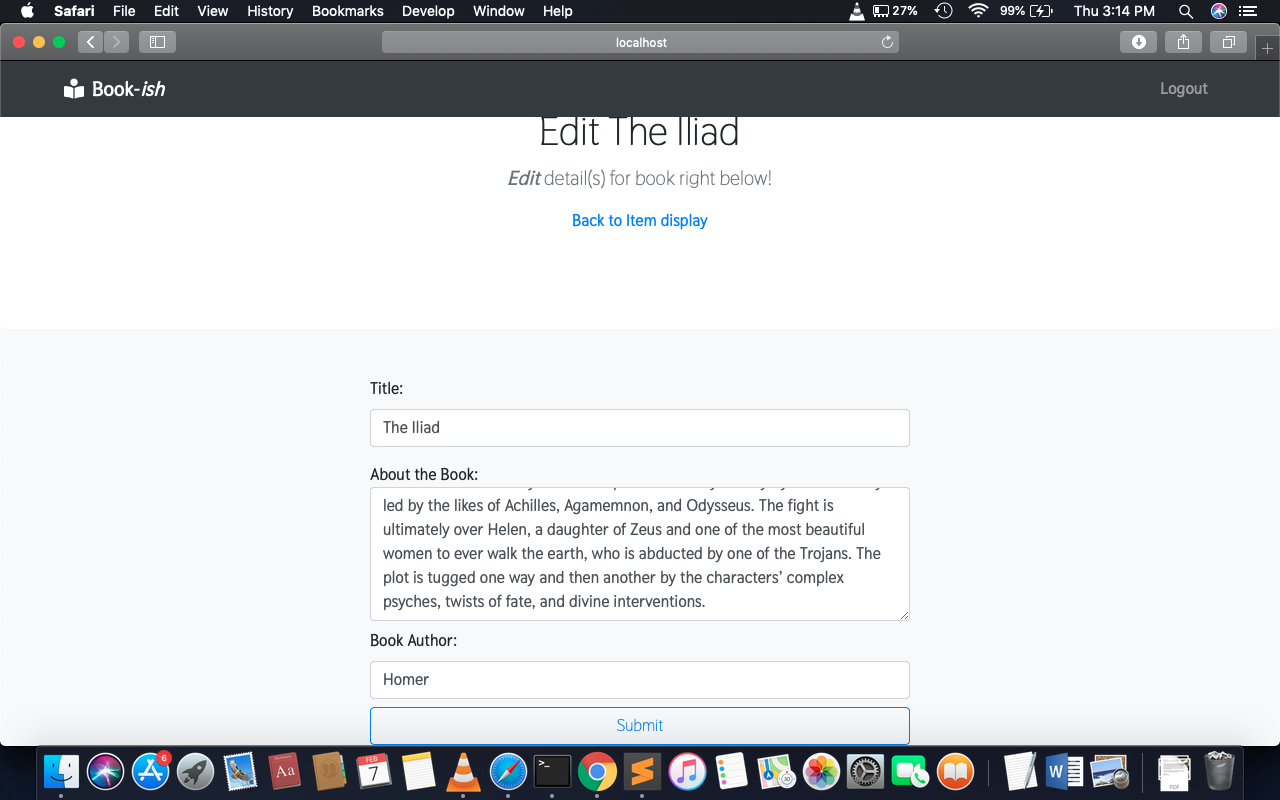 Safari File Edit View History Bookmarks Develop Window Help 27% 99% Thu 3:14 PM
localhost
Book-ish Logout
Edit The Iliad
Edit detail(s) for book right below!
Back to Item display
Title:
The Iliad
About the Book:
led by the likes of Achilles, Agamemnon, and Odysseus. The fight is
ultimately over Helen, a daughter of Zeus and one of the most beautiful
women to ever walk the earth, who is abducted by one of the Trojans. The
plot is tugged one way and then another by the characters’ complex
psyches, twists of fate, and divine interventions.
Book Author:
Homer
Submit
6
Aa
FEB
7
>_
W
PDF